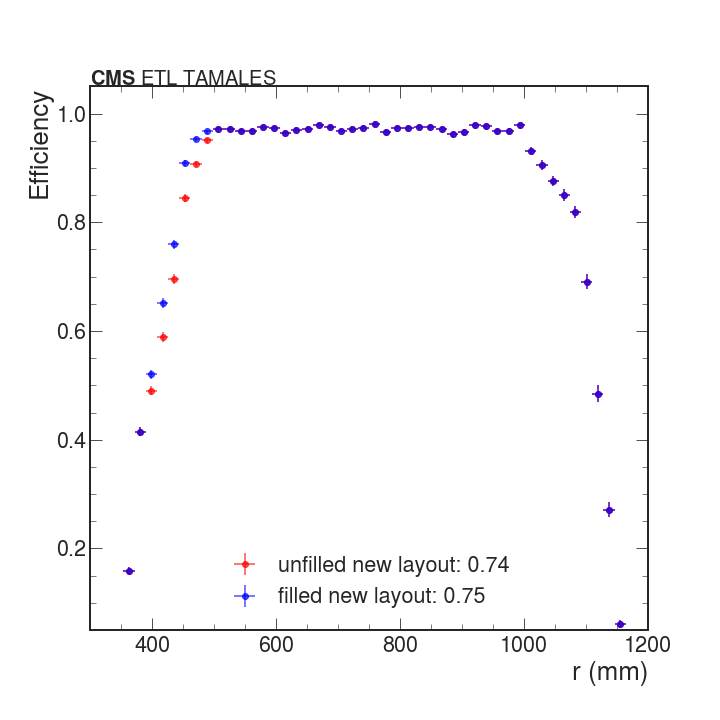 CMS ETL TAMALES
Efficiency
1.0
0.8
0.6
0.4
0.2
unfilled new layout: 0.74
filled new layout: 0.75
400 600 800 1000 1200
r (mm)